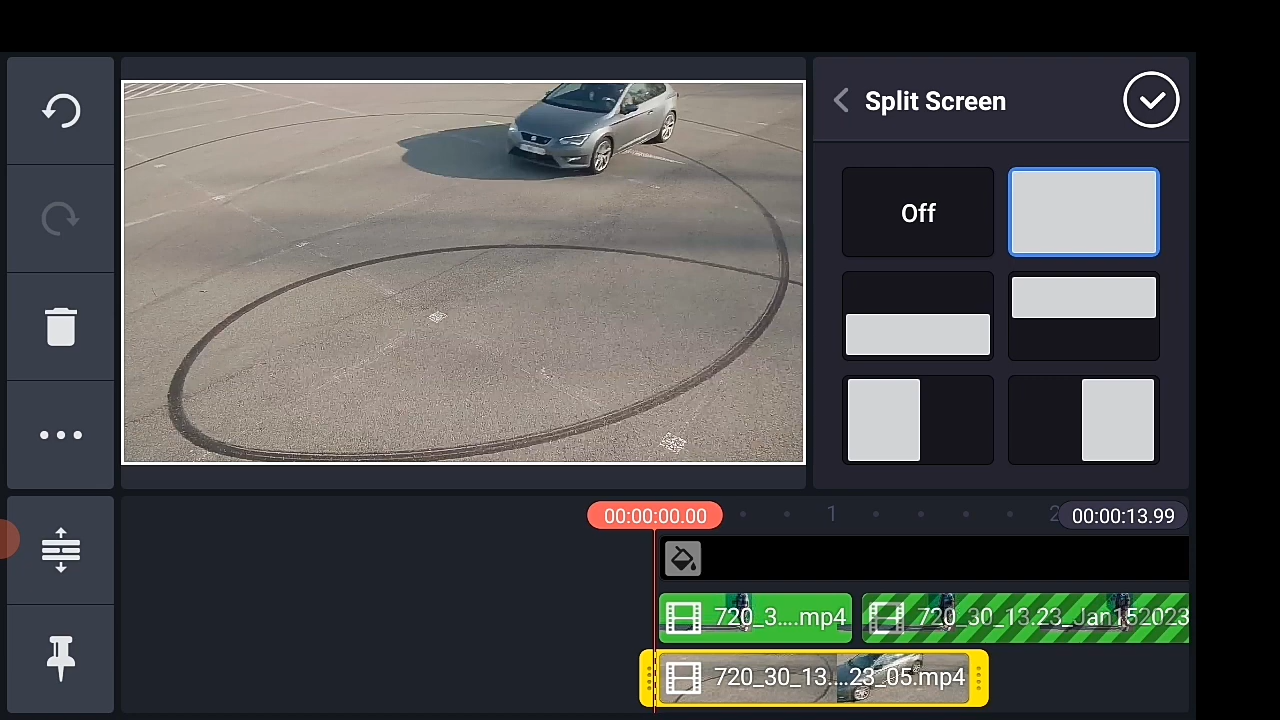 Split Screen
Off
00:00:00.00
1
2
00:00:13.99
720_3....mp4
720_30_13.23_Jan152023
720_30_13....23_05.mp4